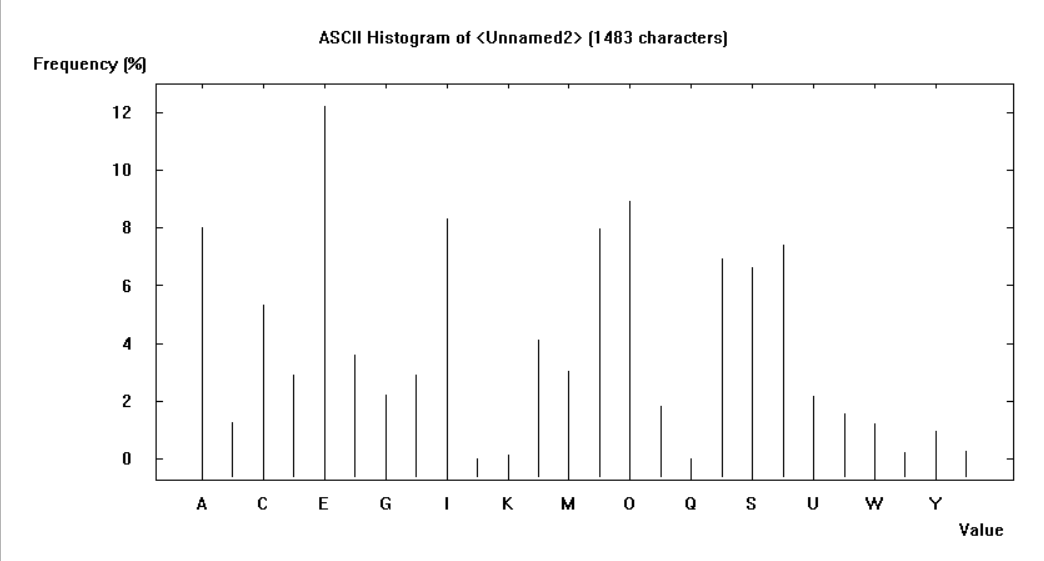 ASCII Histogram of <Unnamed2> (1483 characters)
Frequency (%)
12
10
8
6
4
2
0
A C E G I K M O Q S U W Y
Value